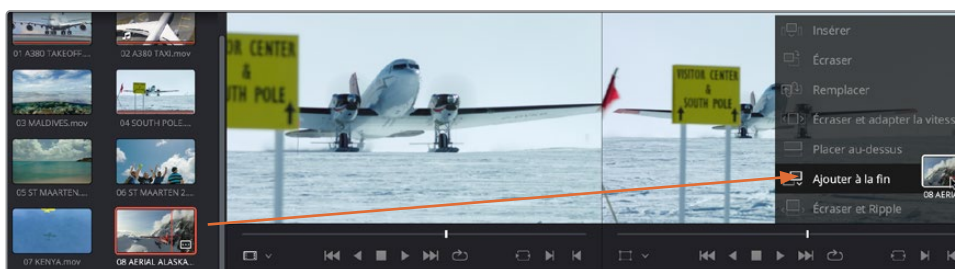 01 A380 TAKEOFF....
02 A380 TAXI.mov
03 MALDIVES.mov
04 SOUTH POLE....
05 ST MAARTEN....
06 ST MAARTEN 2....
07 KENYA.mov
08 AERIAL ALASKA...
OR CENTER
&
UTH POLE
VISITOR CENTER
&
SOUTH POLE
Insérer
Écraser
Remplacer
Écraser et adapter la vitess
Placer au-dessus
Ajouter à la fin
Écraser et Ripple
08 AERIA